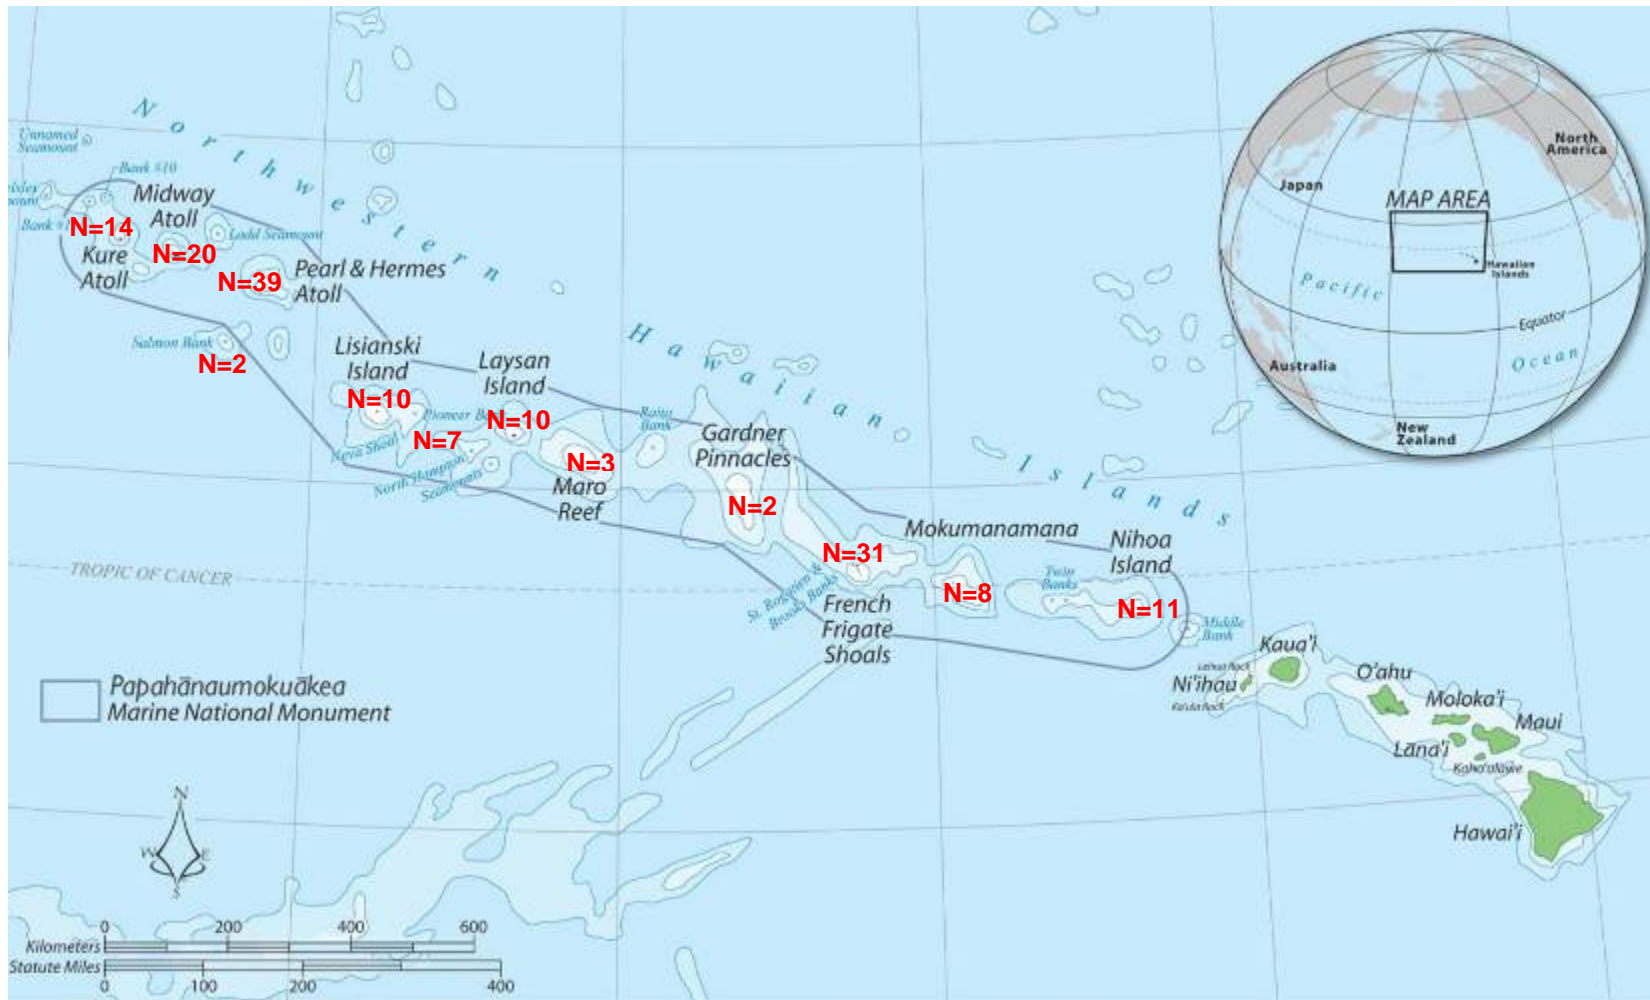 Northwestern
Hawaiian
Islands
Unnamed
Seamount
Bank #10
Midway
Atoll
N=14
Kure
Atoll
N=20
Ladd Seamount
N=39
Pearl & Hermes
Atoll
Salmon Bank
N=2
Lisianski
Island
N=10
Laysan
Island
N=10
N=7
Neva Shoal
North Hampton
Seamounts
N=3
Maro
Reef
Raita
Bank
Gardner
Pinnacles
N=2
N=31
St. Rogatien &
Brooks Banks
French
Frigate
Shoals
Mokumanamana
N=8
Twin
Banks
Nihoa
Island
N=11
Middle
Bank
TROPIC OF CANCER
Lehua Rock
Ni'ihau
Ka'ula Rock
Kaua'i
O'ahu
Moloka'i
Maui
Lāna'i
Kaho'olawe
Hawai'i
Papahānaumokuākea
Marine National Monument
N
W E
S
0 200 400 600
Kilometers
Statute Miles
0 100 200 400
North
America
Japan
MAP AREA
Hawaiian
Islands
Pacific
Equator
Ocean
Australia
New
Zealand